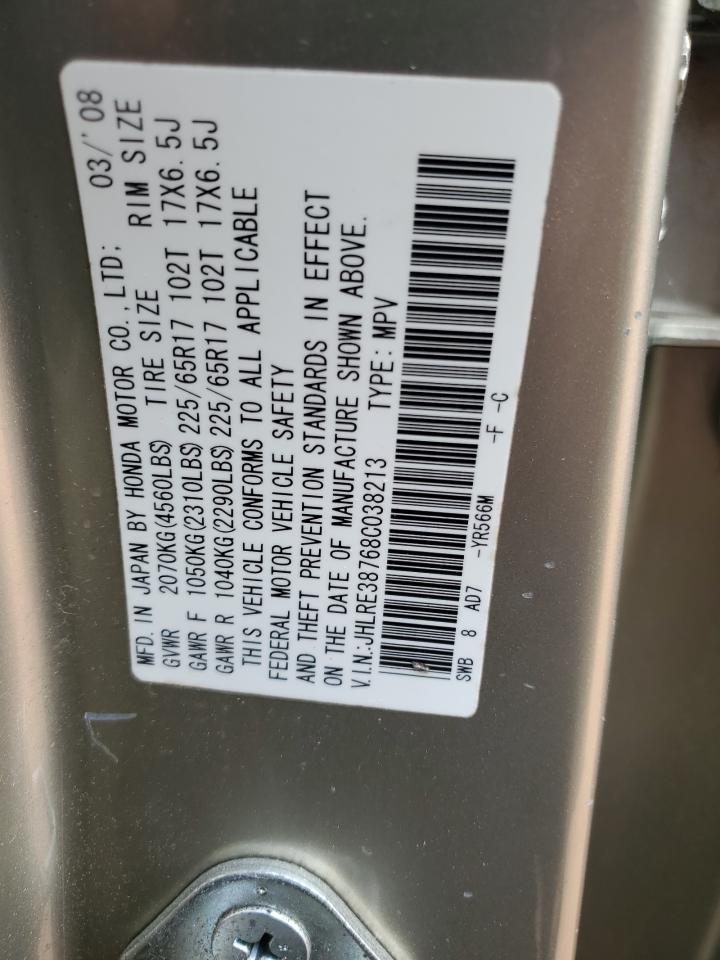 MFD. IN JAPAN BY HONDA MOTOR CO., LTD; 03/'08
GVWR 2070KG(4560LBS) TIRE SIZE RIM SIZE
GAWR F 1050KG(2310LBS) 225/65R17 102T 17X6.5J
GAWR R 1040KG(2290LBS) 225/65R17 102T 17X6.5J
THIS VEHICLE CONFORMS TO ALL APPLICABLE
FEDERAL MOTOR VEHICLE SAFETY
AND THEFT PREVENTION STANDARDS IN EFFECT
ON THE DATE OF MANUFACTURE SHOWN ABOVE.
V.I.N.:JHLRE38768C038213 TYPE: MPV
SWB 8 AD7 -YR566M -F -C